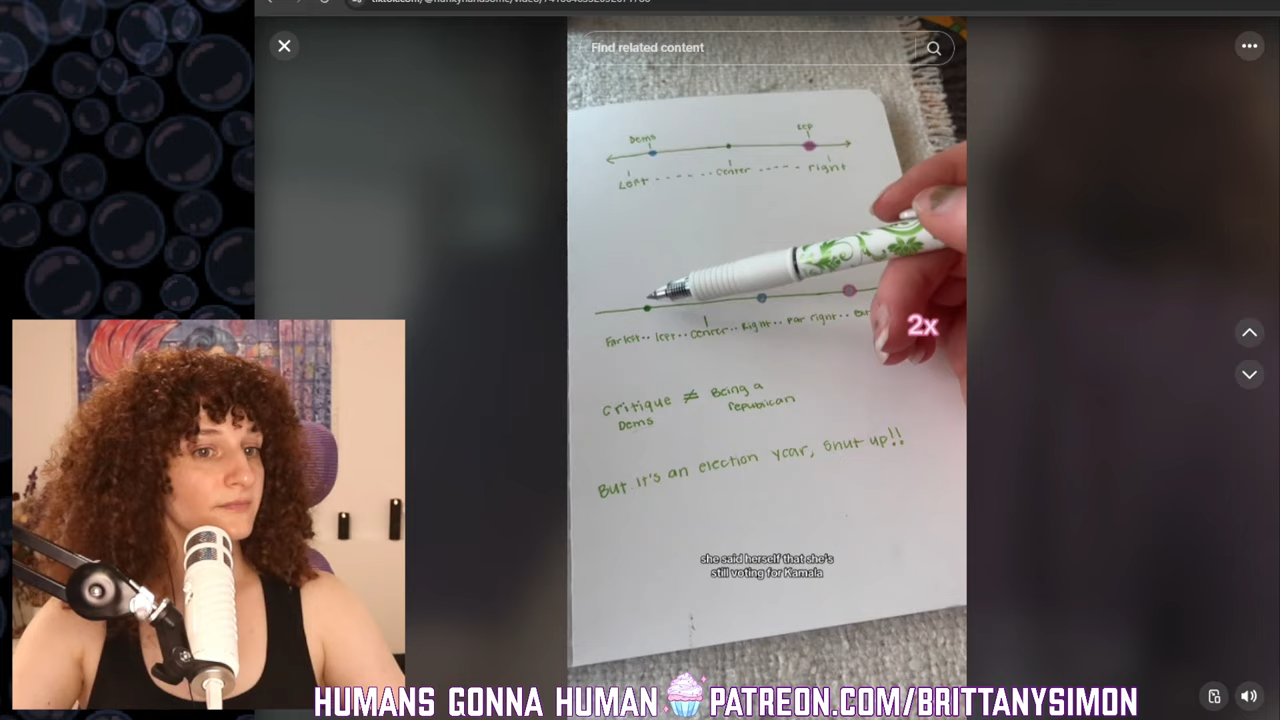 Find related content
Dems
Rep
Left center right
Far left.. left.. center.. Right.. Far right..
2x
critique ≠ Being a
Dems republican
But it's an election year, shut up!!
she said herself that she's
still voting for Kamala
HUMANS GONNA HUMAN PATREON.COM/BRITTANYSIMON